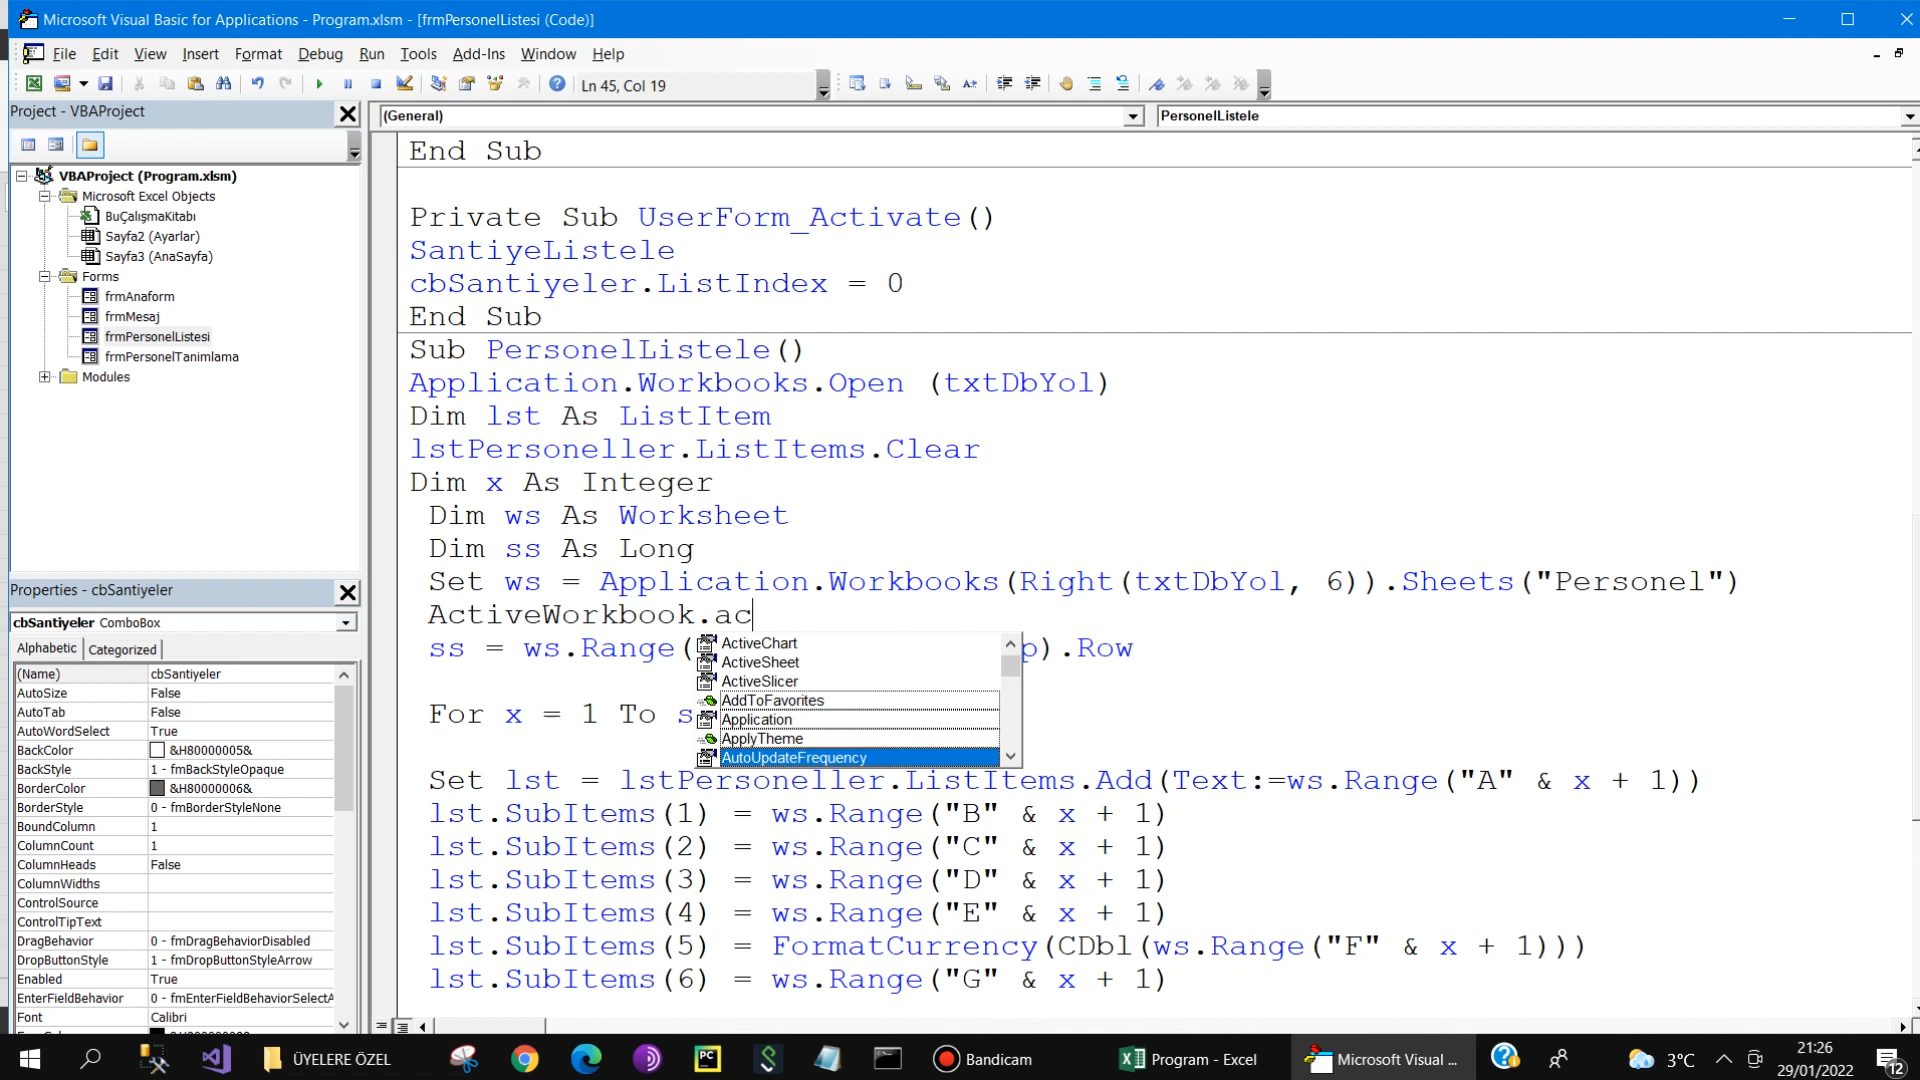 Microsoft Visual Basic for Applications - Program.xlsm - [frmPersonelListesi (Code)]
File Edit View Insert Format Debug Run Tools Add-Ins Window Help
Ln 45, Col 19
Project - VBAProject
(General)
PersonelListele
VBAProject (Program.xlsm)
Microsoft Excel Objects
BuÇalışmaKitabı
Sayfa2 (Ayarlar)
Sayfa3 (AnaSayfa)
Forms
frmAnaform
frmMesaj
frmPersonelListesi
frmPersonelTanimlama
Modules
Properties - cbSantiyeler
cbSantiyeler ComboBox
Alphabetic Categorized
(Name) cbSantiyeler
AutoSize False
AutoTab False
AutoWordSelect True
BackColor &H80000005&
BackStyle 1 - fmBackStyleOpaque
BorderColor &H80000006&
BorderStyle 0 - fmBorderStyleNone
BoundColumn 1
ColumnCount 1
ColumnHeads False
ColumnWidths
ControlSource
ControlTipText
DragBehavior 0 - fmDragBehaviorDisabled
DropButtonStyle 1 - fmDropButtonStyleArrow
Enabled True
EnterFieldBehavior 0 - fmEnterFieldBehaviorSelectA
Font Calibri
End Sub
Private Sub UserForm_Activate()
SantiyeListele
cbSantiyeler.ListIndex = 0
End Sub
Sub PersonelListele()
Application.Workbooks.Open (txtDbYol)
Dim lst As ListItem
lstPersoneller.ListItems.Clear
Dim x As Integer
Dim ws As Worksheet
Dim ss As Long
Set ws = Application.Workbooks(Right(txtDbYol, 6)).Sheets("Personel")
ActiveWorkbook.ac
ss = ws.Range( p).Row
For x = 1 To s
ActiveChart
ActiveSheet
ActiveSlicer
AddToFavorites
Application
ApplyTheme
AutoUpdateFrequency
Set lst = lstPersoneller.ListItems.Add(Text:=ws.Range("A" & x + 1))
lst.SubItems(1) = ws.Range("B" & x + 1)
lst.SubItems(2) = ws.Range("C" & x + 1)
lst.SubItems(3) = ws.Range("D" & x + 1)
lst.SubItems(4) = ws.Range("E" & x + 1)
lst.SubItems(5) = FormatCurrency(CDbl(ws.Range("F" & x + 1)))
lst.SubItems(6) = ws.Range("G" & x + 1)
ÜYELERE ÖZEL
Bandicam
Program - Excel
Microsoft Visual ...
3°C
21:26
29/01/2022
12